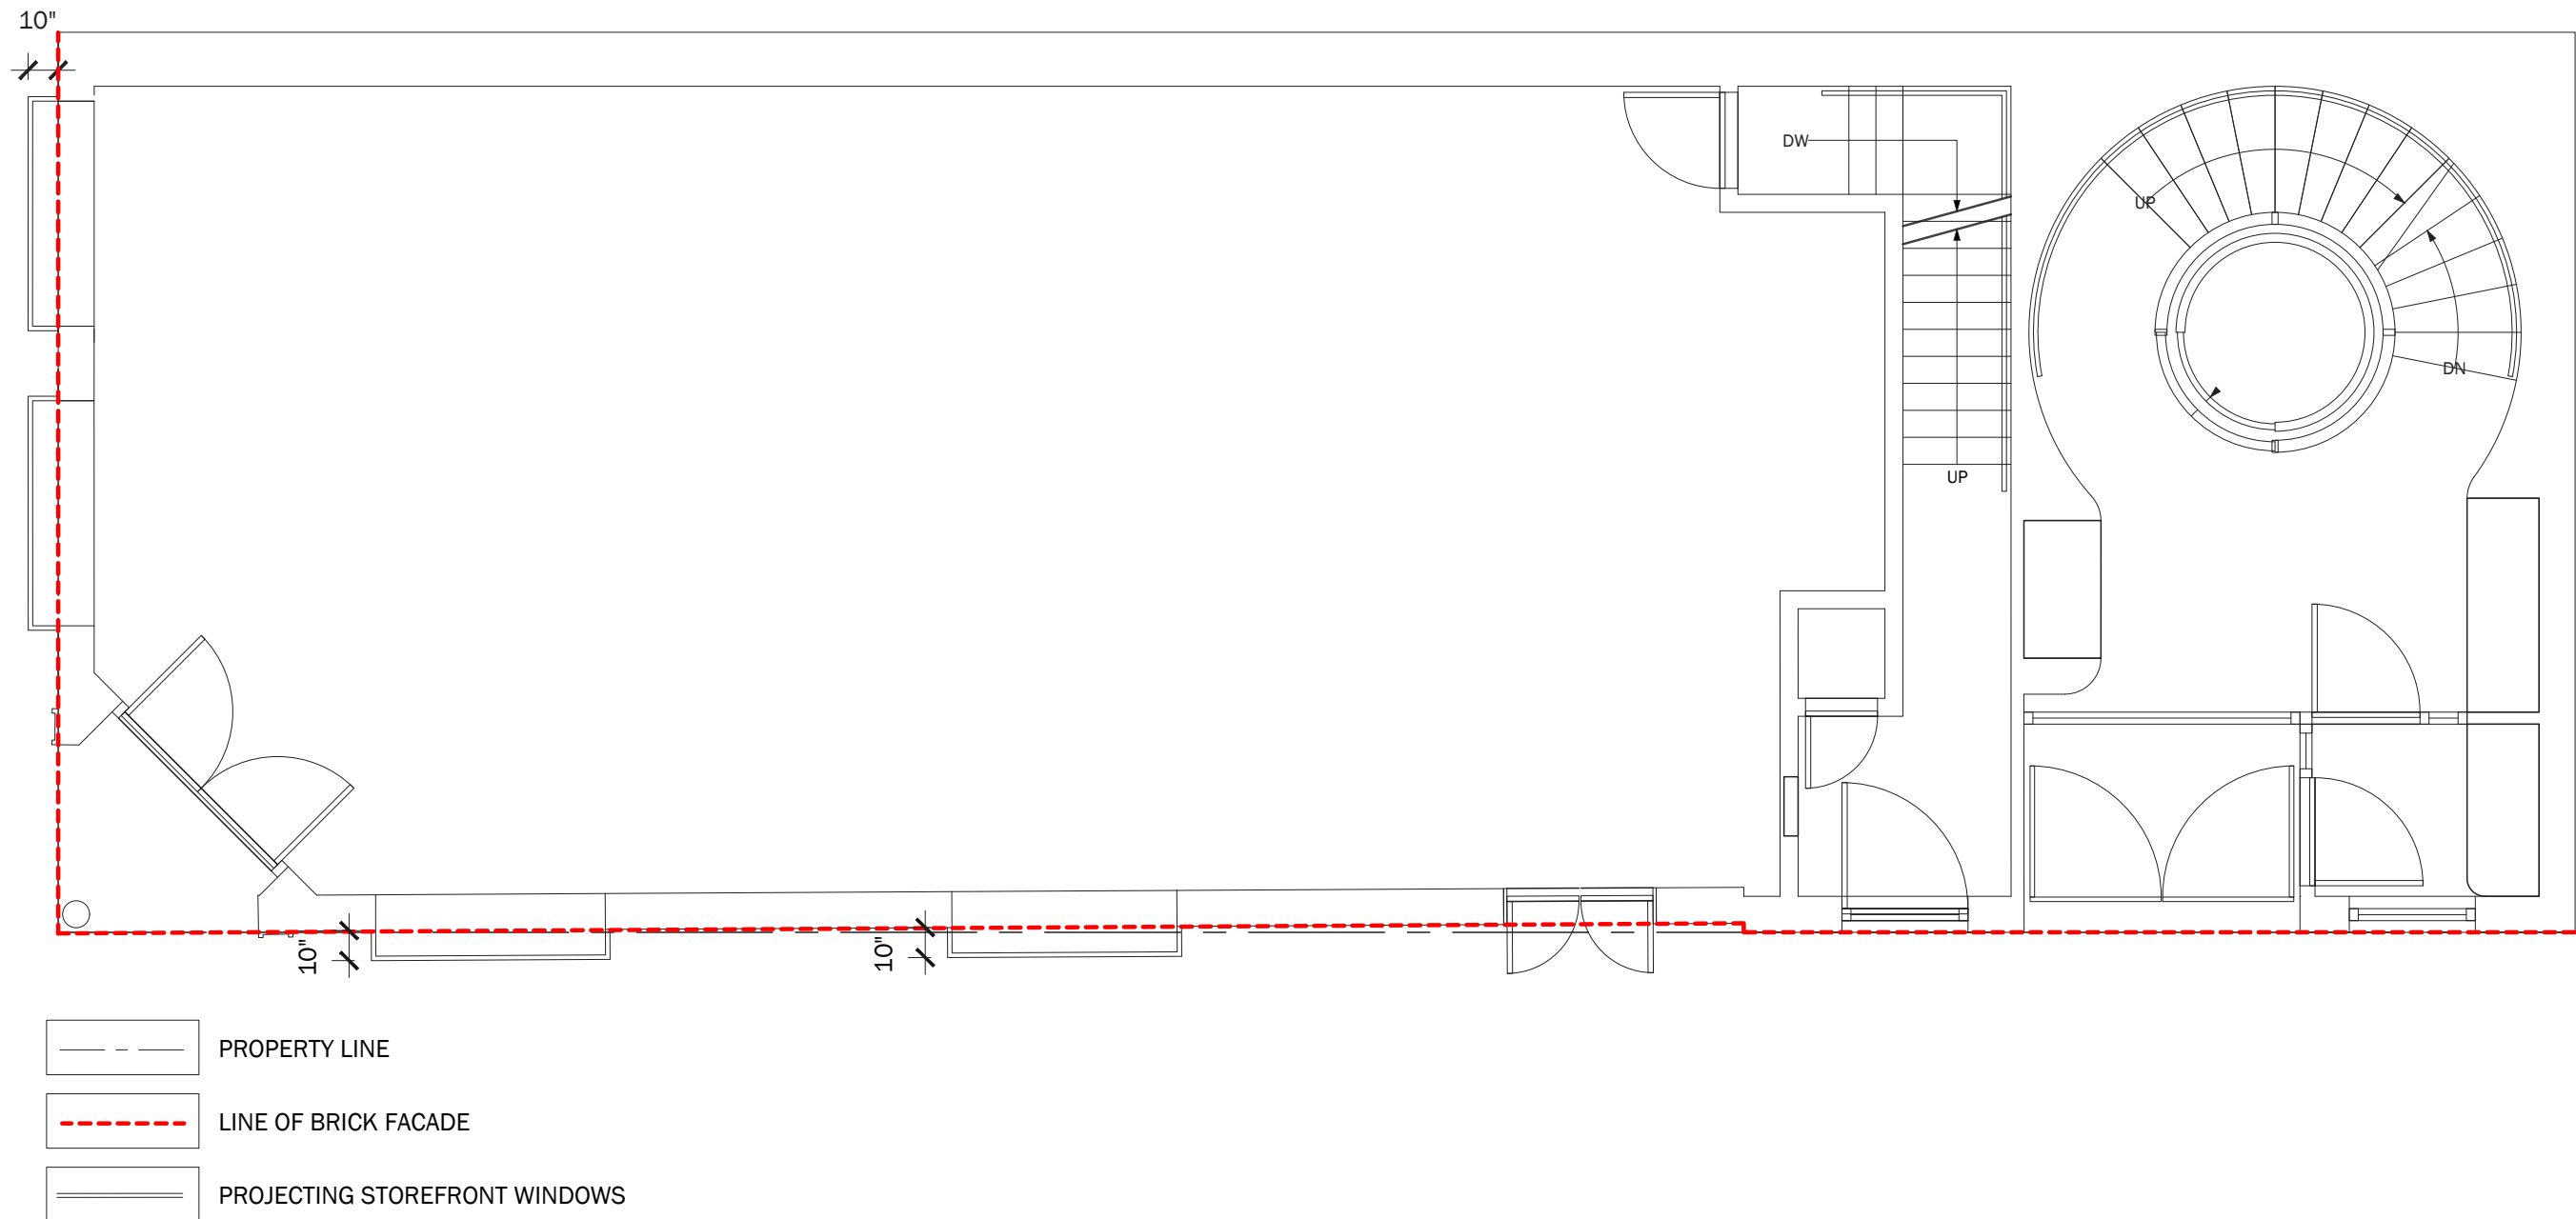 10"
DW
UP
DN
UP
10"
10"
PROPERTY LINE
LINE OF BRICK FACADE
PROJECTING STOREFRONT WINDOWS